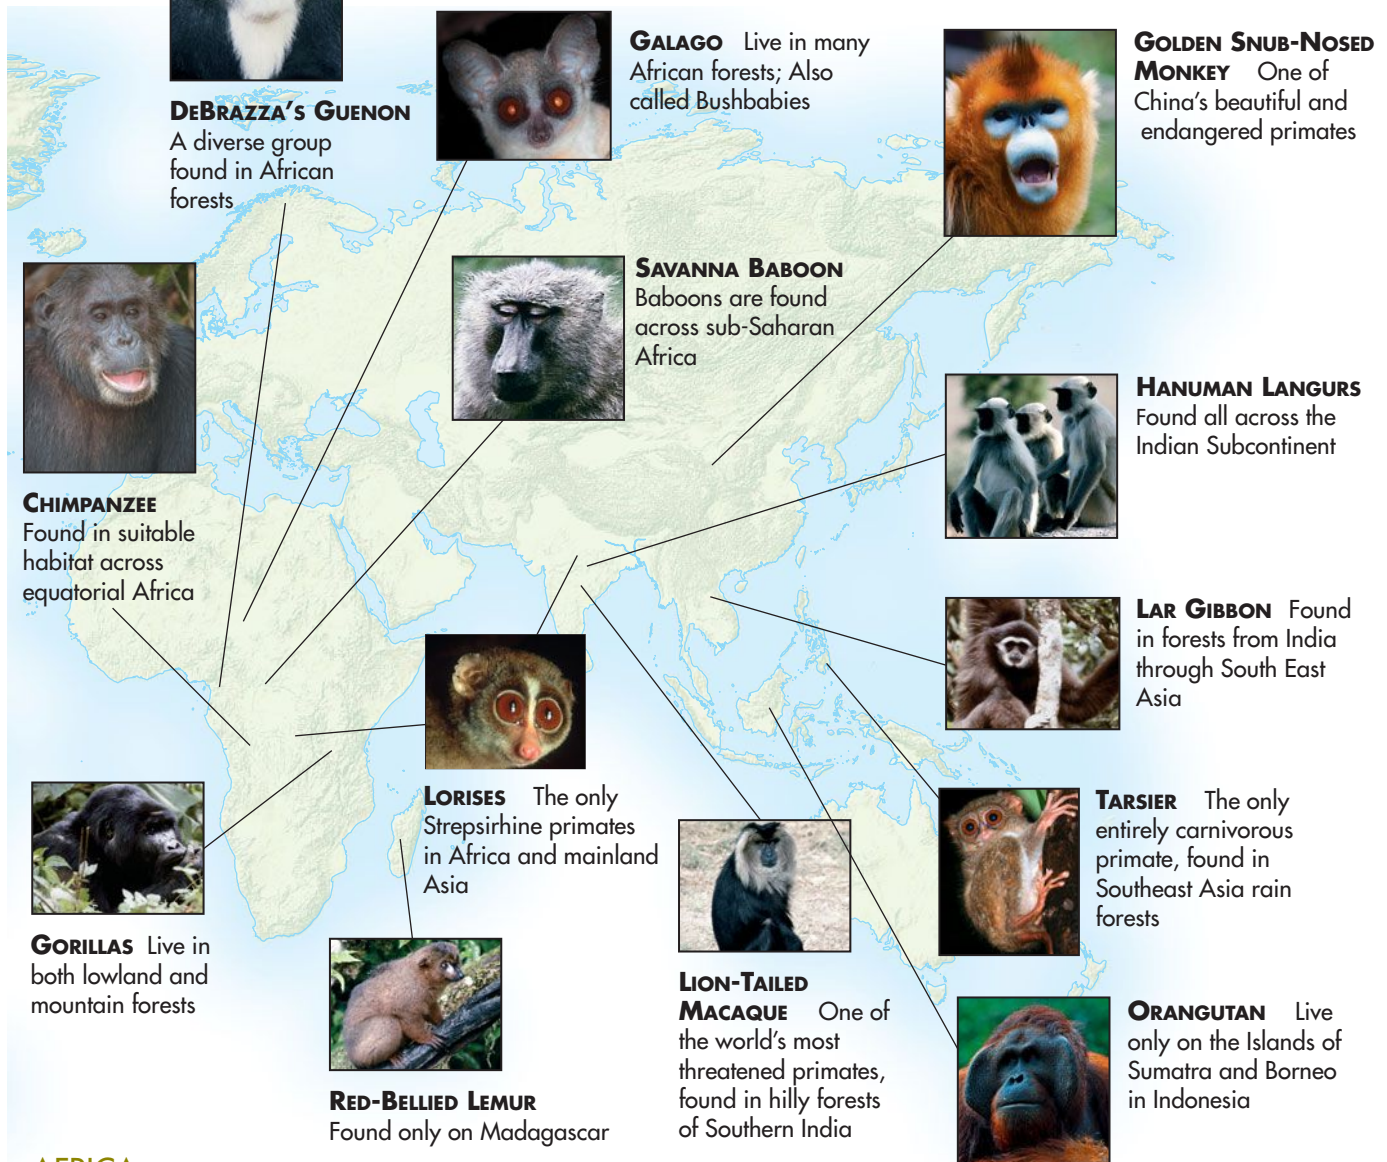 DeBrazza's Guenon
A diverse group
found in African
forests
Galago Live in many
African forests; Also
called Bushbabies
Golden Snub-Nosed
Monkey One of
China's beautiful and
endangered primates
Savanna Baboon
Baboons are found
across sub-Saharan
Africa
Hanuman Langurs
Found all across the
Indian Subcontinent
Chimpanzee
Found in suitable
habitat across
equatorial Africa
Lar Gibbon Found
in forests from India
through South East
Asia
Lorises The only
Strepsirhine primates
in Africa and mainland
Asia
Tarsier The only
entirely carnivorous
primate, found in
Southeast Asia rain
forests
Gorillas Live in
both lowland and
mountain forests
Lion-Tailed
Macaque One of
the world's most
threatened primates,
found in hilly forests
of Southern India
Orangutan Live
only on the Islands of
Sumatra and Borneo
in Indonesia
Red-Bellied Lemur
Found only on Madagascar
AFRICA